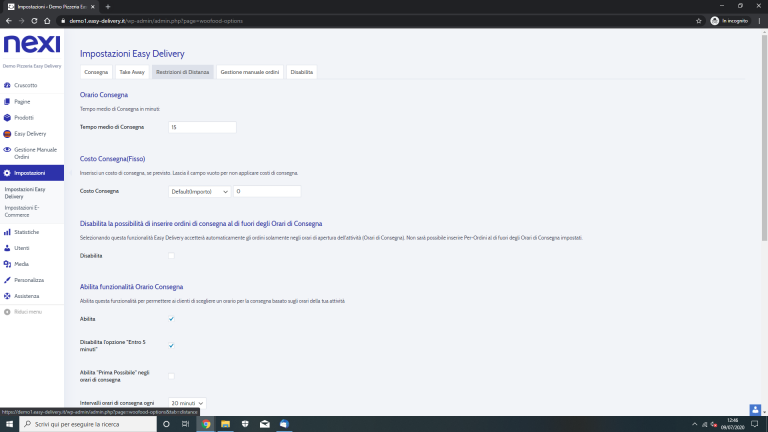 Impostazioni • Demo Pizzeria Ea
demo1.easy-delivery.it/wp-admin/admin.php?page=woofood-options
In incognito
nexi
Demo Pizzeria Easy Delivery
Cruscotto
Pagine
Prodotti
Easy Delivery
Gestione Manuale
Ordini
Impostazioni
Impostazioni Easy
Delivery
Impostazioni E-
Commerce
Statistiche
Utenti
Media
Personalizza
Assistenza
Riduci menu
Impostazioni Easy Delivery
Consegna
Take Away
Restrizioni di Distanza
Gestione manuale ordini
Disabilita
Orario Consegna
Tempo medio di Consegna in minuti
Tempo medio di Consegna
15
Costo Consegna(Fisso)
Inserisci un costo di consegna, se previsto. Lascia il campo vuoto per non applicare costi di consegna.
Costo Consegna
Default(Importo)
0
Disabilita la possibilità di inserire ordini di consegna al di fuori degli Orari di Consegna
Selezionando questa funzionalità Easy Delivery accetterà automaticamente gli ordini solamente negli orari di apertura dell'attività (Orari di Consegna). Non sarà possibile inserire Pre-Ordini al di fuori degli Orari di Consegna impostati.
Disabilita
Abilita funzionalità Orario Consegna
Abilita questa funzionalità per permettere ai clienti di scegliere un orario per la consegna basato sugli orari della tua attività
Abilita
Disabilita l'opzione "Entro 5
minuti"
Abilita "Prima Possibile" negli
orari di consegna
Intervalli orari di consegna ogni
20 minuti
https://demo1.easy-delivery.it/wp-admin/admin.php?page=woofood-options&tab=distance
Scrivi qui per eseguire la ricerca
12:48
09/07/2020